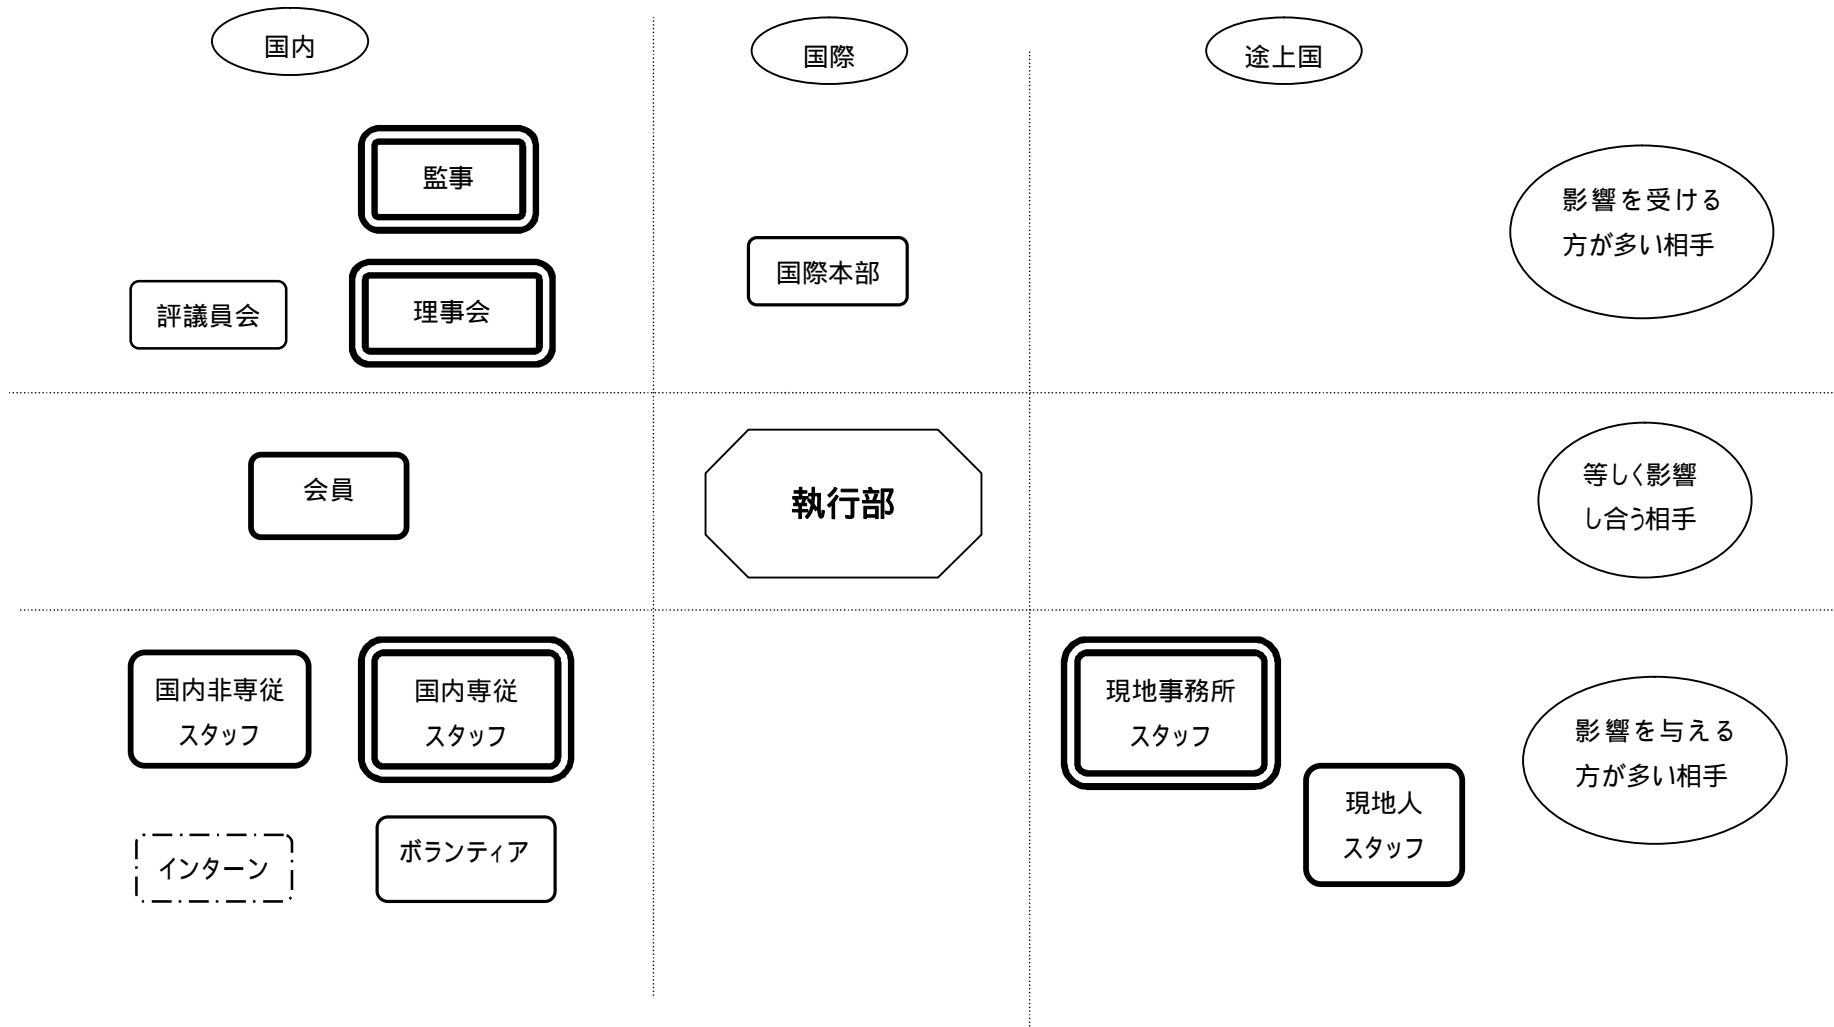 国内
国際
途上国
監事
影響を受ける
方が多い相手
国際本部
評議員会
理事会
会員
執行部
等しく影響
し合う相手
国内非専従
スタッフ
国内専従
スタッフ
現地事務所
スタッフ
影響を与える
方が多い相手
現地人
スタッフ
インターン
ボランティア